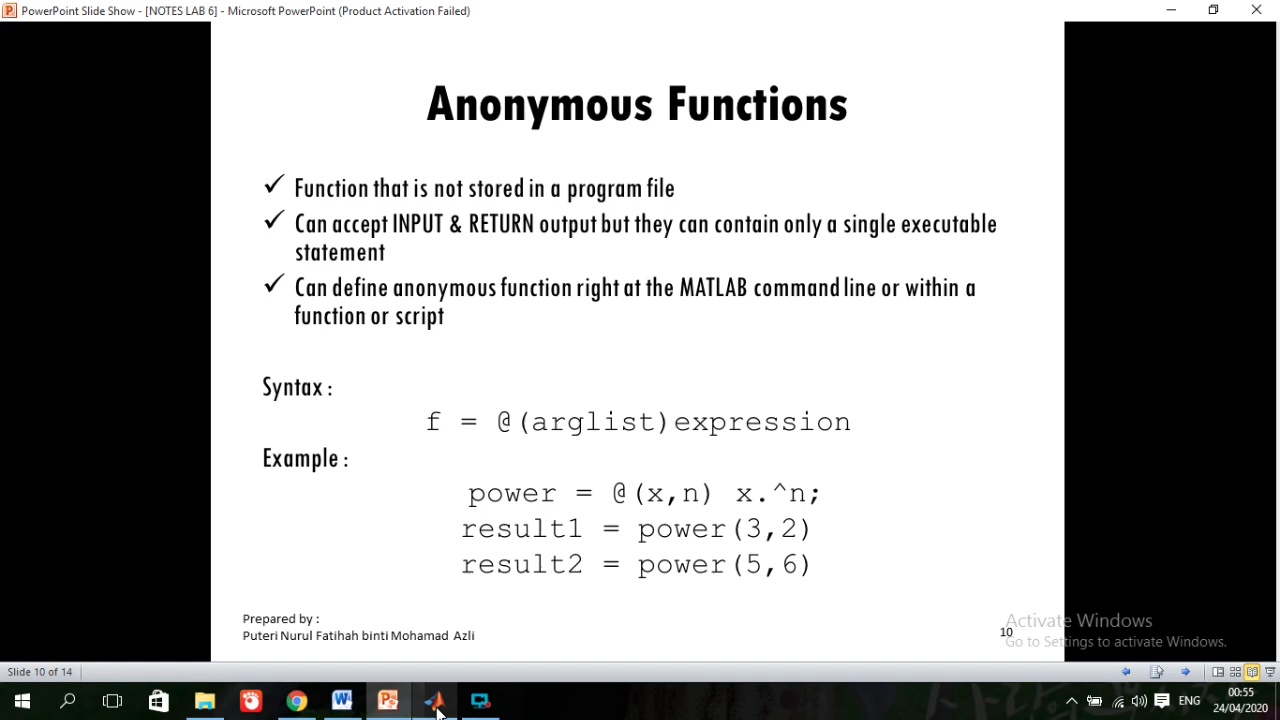 PowerPoint Slide Show - [NOTES LAB 6] - Microsoft PowerPoint (Product Activation Failed)
Anonymous Functions
✓ Function that is not stored in a program file
✓ Can accept INPUT & RETURN output but they can contain only a single executable
statement
✓ Can define anonymous function right at the MATLAB command line or within a
function or script
Syntax :
f = @(arglist)expression
Example :
power = @(x,n) x.^n;
result1 = power(3,2)
result2 = power(5,6)
Prepared by :
Puteri Nurul Fatihah binti Mohamad Azli
10
Activate Windows
Go to Settings to activate Windows.
Slide 10 of 14
ENG
00:55
24/04/2020